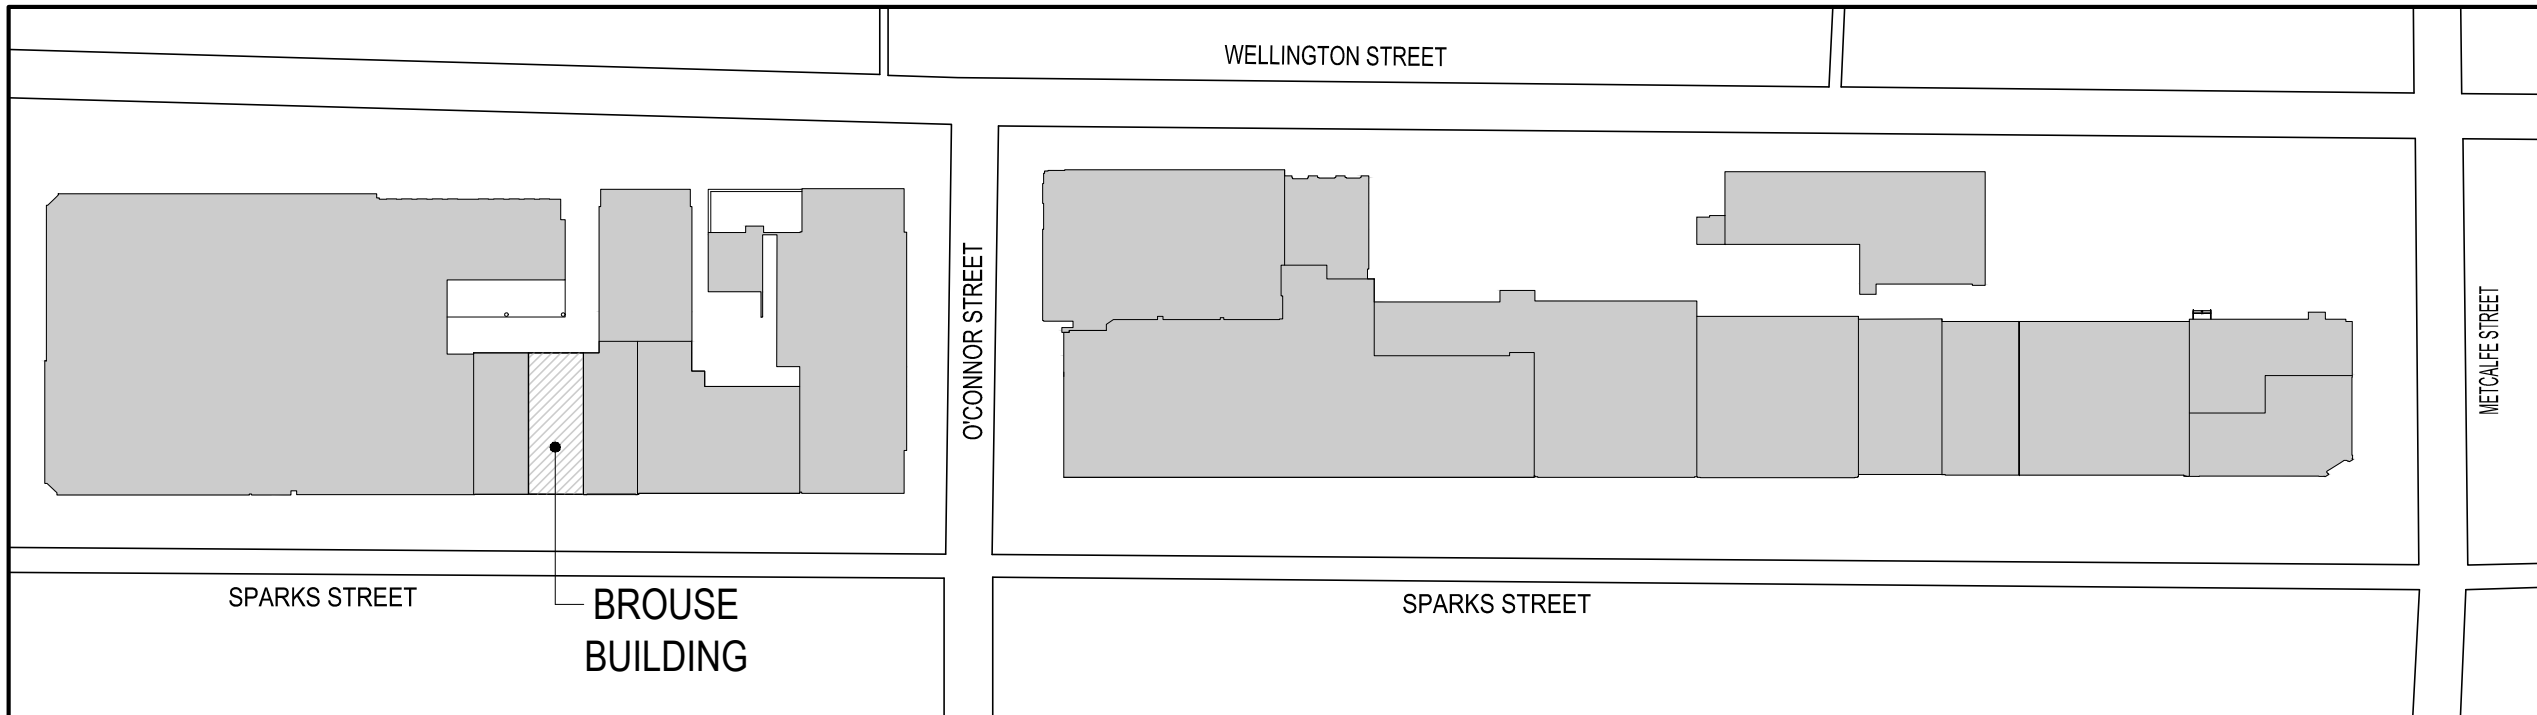 WELLINGTON STREET
O'CONNOR STREET
METCALFE STREET
SPARKS STREET
BROUSE
BUILDING
SPARKS STREET